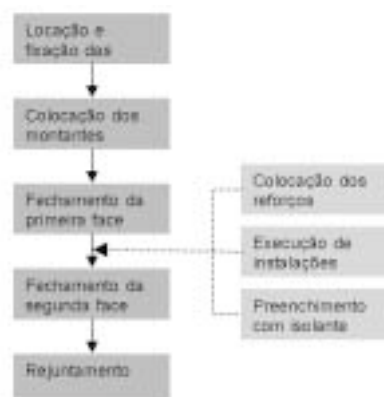 Locação e
fixação das
Colocação dos
montantes
Fechamento da
primeira face
Colocação dos
reforços
Execução de
instalações
Fechamento da
segunda face
Preenchimento
com isolante
Rejuntamento